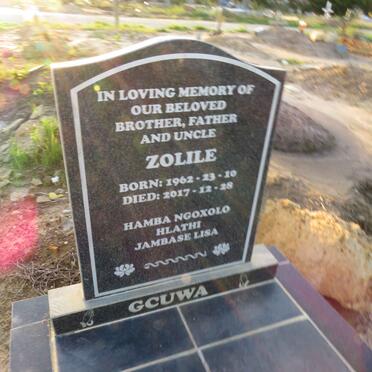 IN LOVING MEMORY OF
OUR BELOVED
BROTHER, FATHER
AND UNCLE
ZOLILE
BORN: 1962 - 23 - 10
DIED: 2017 - 12 - 28
HAMBA NGOXOLO
HLATHI
JAMBASE LISA
GCUWA